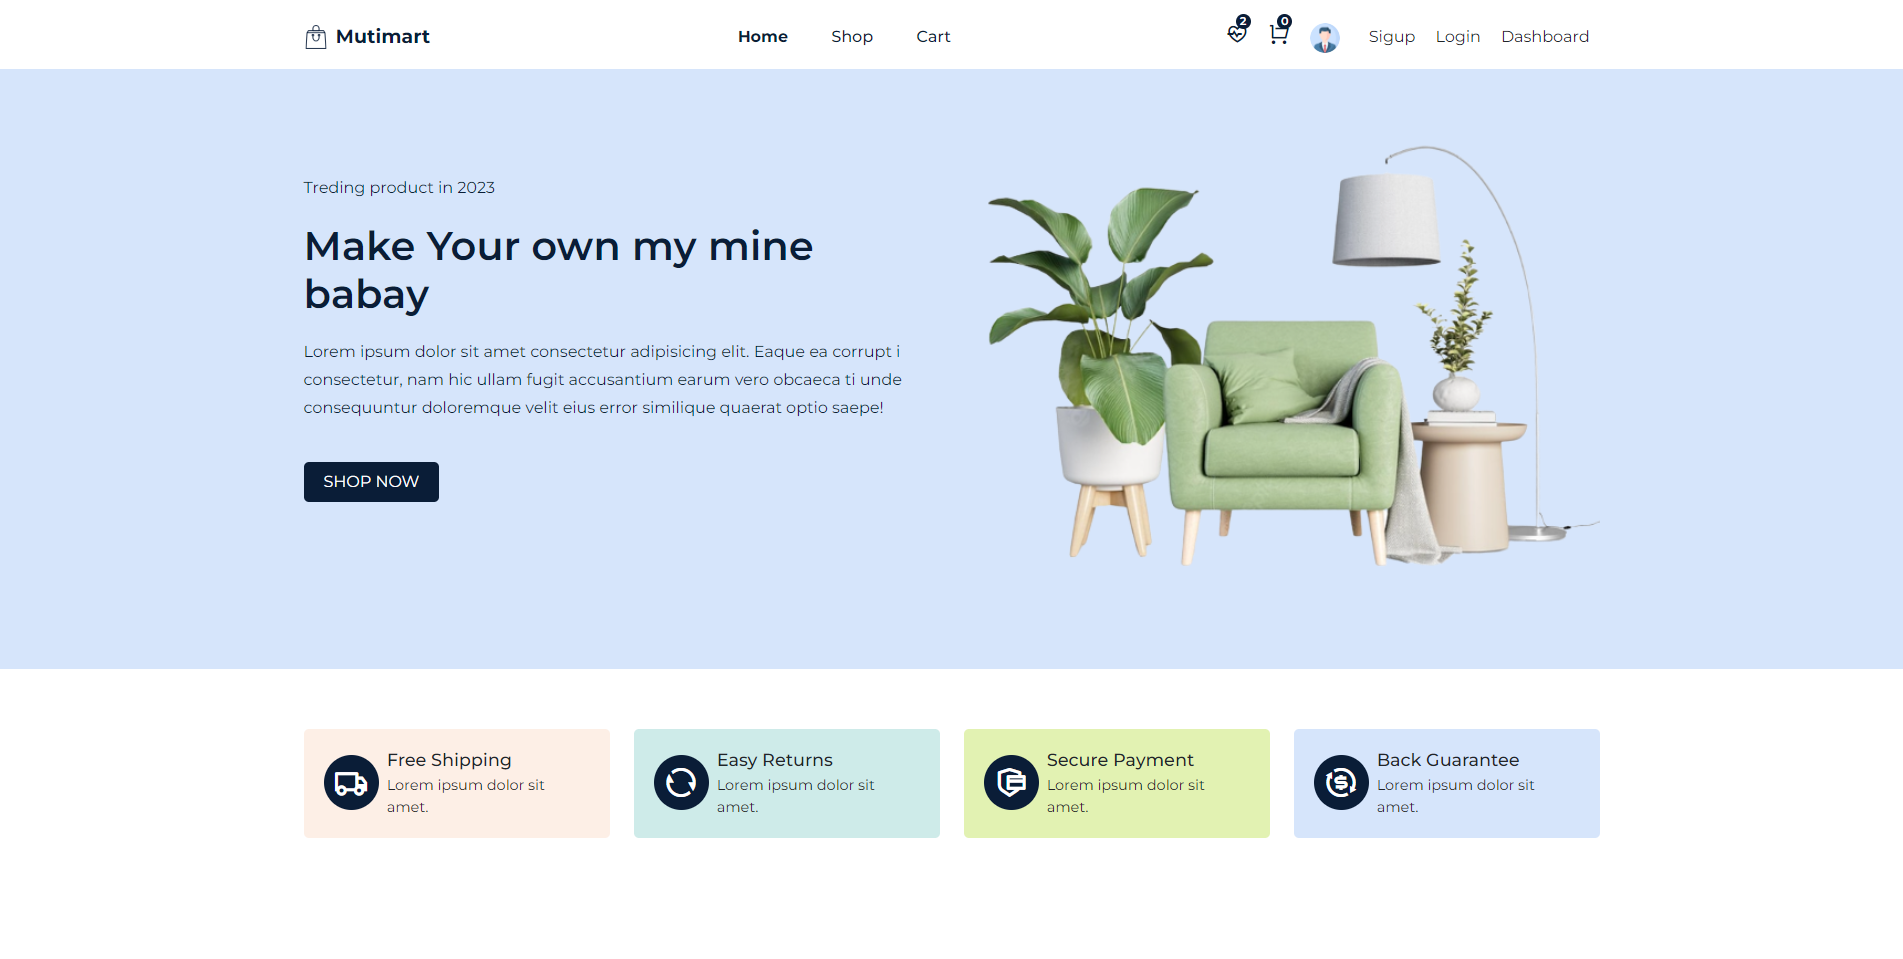 Mutimart
Home Shop Cart
2 0
Sigup Login Dashboard
Treding product in 2023
Make Your own my mine
babay
Lorem ipsum dolor sit amet consectetur adipisicing elit. Eaque ea corrupt i
consectetur, nam hic ullam fugit accusantium earum vero obcaeca ti unde
consequuntur doloremque velit eius error similique quaerat optio saepe!
SHOP NOW
Free Shipping
Lorem ipsum dolor sit
amet.
Easy Returns
Lorem ipsum dolor sit
amet.
Secure Payment
Lorem ipsum dolor sit
amet.
Back Guarantee
Lorem ipsum dolor sit
amet.